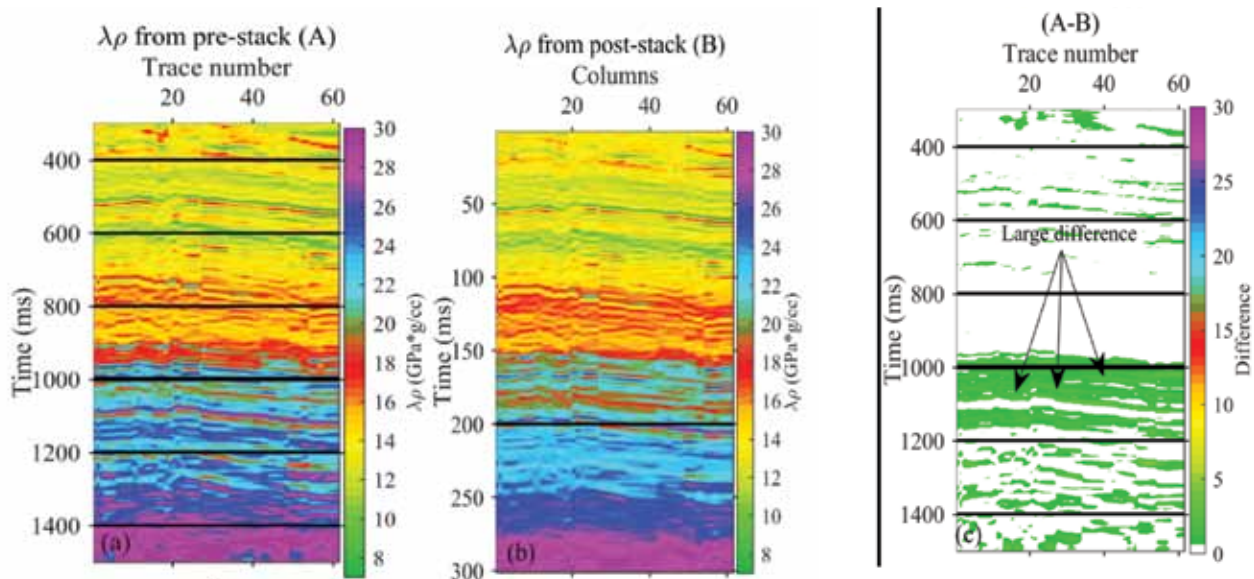 λρ from pre-stack (A)
Trace number
20 40 60
400
600
800
1000
1200
1400
Time (ms)
(a)
30
28
26
24
22
20
18
16
14
12
10
8
λρ (GPa*g/cc)
λρ from post-stack (B)
Columns
20 40 60
50
100
150
200
250
300
Time (ms)
(b)
30
28
26
24
22
20
18
16
14
12
10
8
λρ (GPa*g/cc)
(A-B)
Trace number
20 40 60
400
600
800
1000
1200
1400
Time (ms)
Large difference
(c)
30
25
20
15
10
5
0
Difference